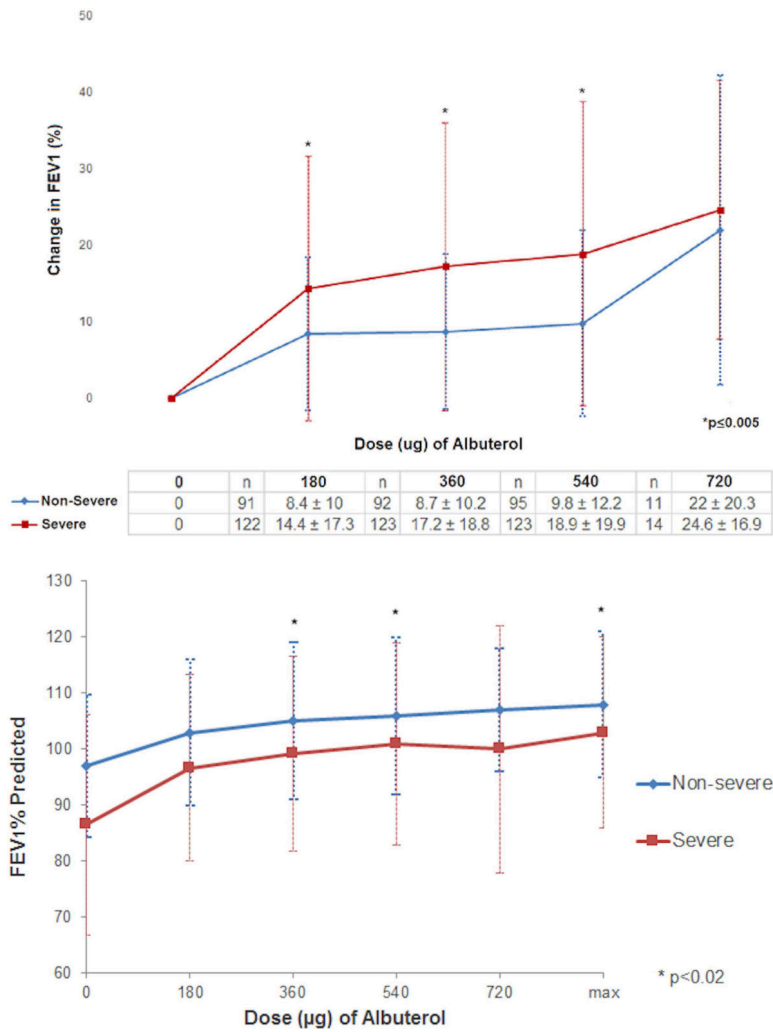 50
40
30
20
10
0
Change in FEV1 (%)
* * *
*p≤0.005
Dose (ug) of Albuterol
0 n 180 n 360 n 540 n 720
Non-Severe 0 91 8.4 ± 10 92 8.7 ± 10.2 95 9.8 ± 12.2 11 22 ± 20.3
Severe 0 122 14.4 ± 17.3 123 17.2 ± 18.8 123 18.9 ± 19.9 14 24.6 ± 16.9
130
120
110
100
90
80
70
60
FEV1% Predicted
* * *
Non-severe
Severe
* p<0.02
0 180 360 540 720 max
Dose (µg) of Albuterol